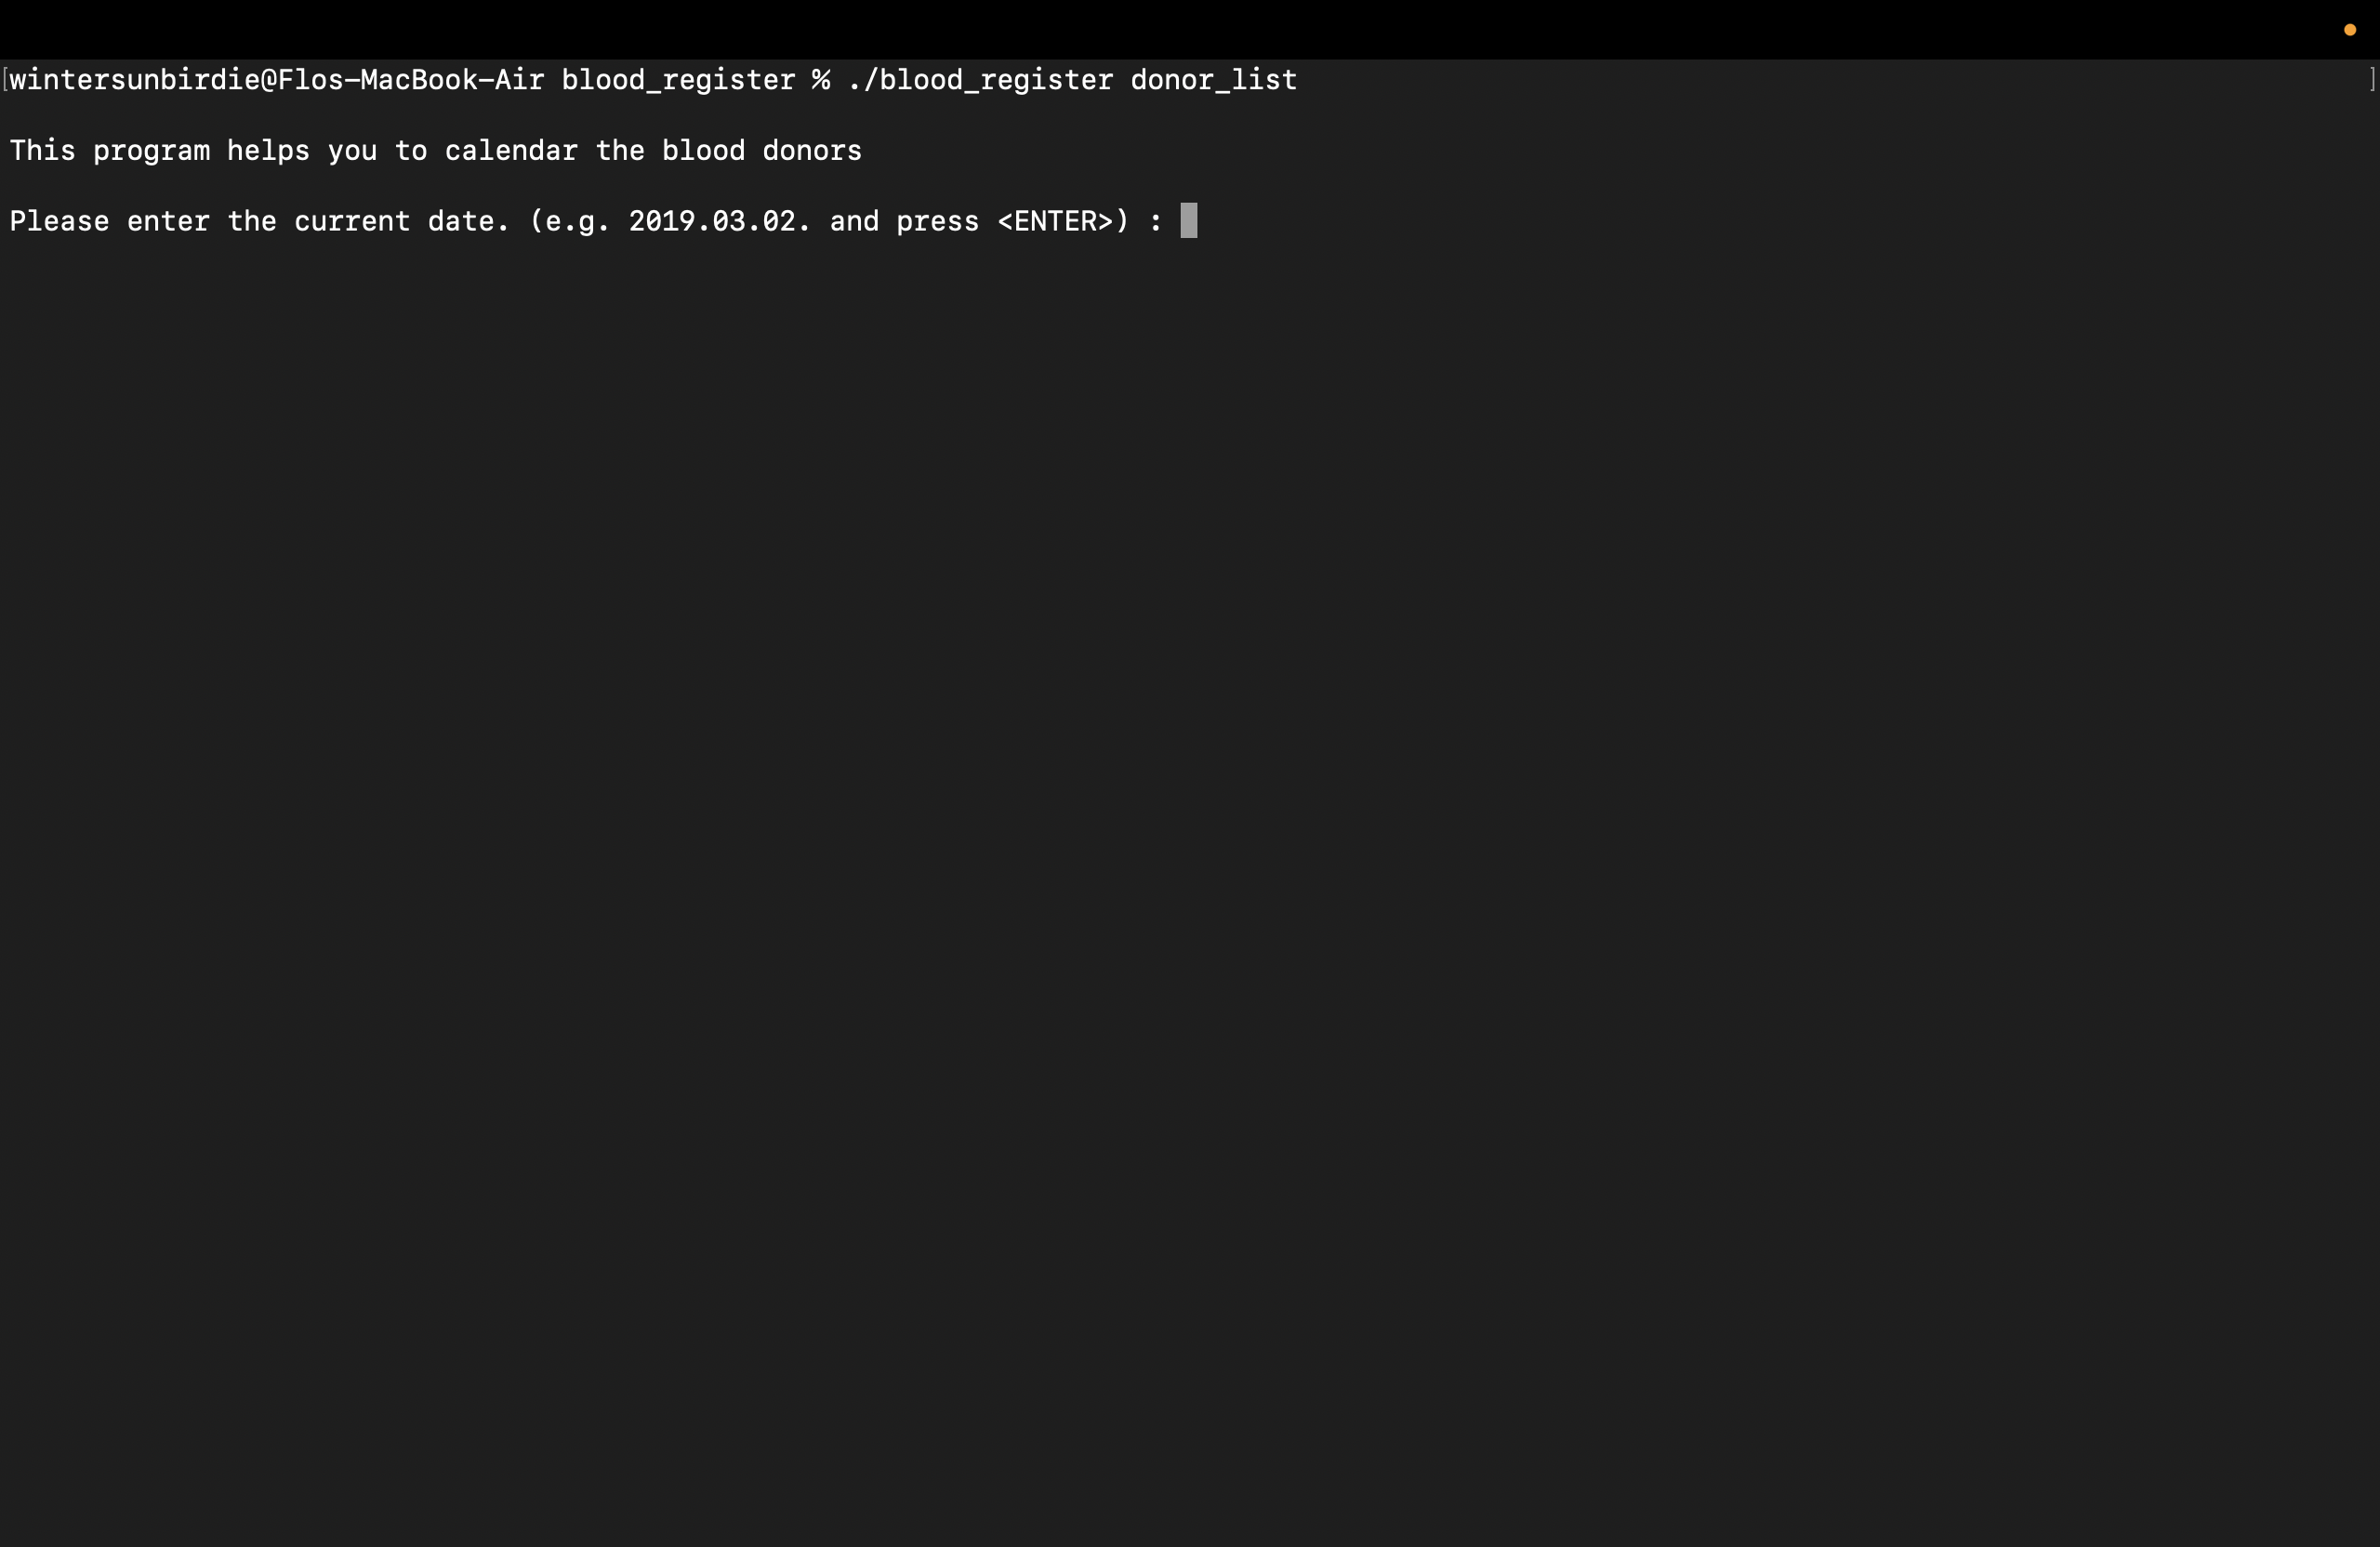 [wintersunbirdie@Flos-MacBook-Air blood_register % ./blood_register donor_list ]
This program helps you to calendar the blood donors
Please enter the current date. (e.g. 2019.03.02. and press <ENTER>) :